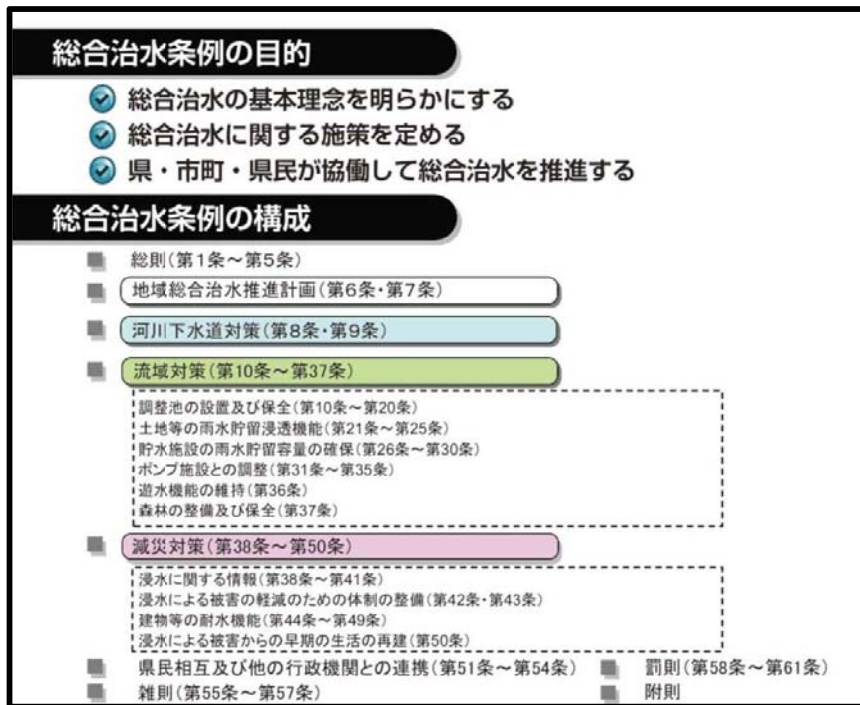 総合治水条例の目的
総合治水の基本理念を明らかにする
総合治水に関する施策を定める
県・市町・県民が協働して総合治水を推進する
総合治水条例の構成
総則(第1条～第5条)
地域総合治水推進計画(第6条・第7条)
河川下水道対策(第8条・第9条)
流域対策(第10条～第37条)
調整池の設置及び保全(第10条～第20条)
土地等の雨水貯留浸透機能(第21条～第25条)
貯水施設の雨水貯留容量の確保(第26条～第30条)
ポンプ施設との調整(第31条～第35条)
遊水機能の維持(第36条)
森林の整備及び保全(第37条)
減災対策(第38条～第50条)
浸水に関する情報(第38条～第41条)
浸水による被害の軽減のための体制の整備(第42条・第43条)
建物等の耐水機能(第44条～第49条)
浸水による被害からの早期の生活の再建(第50条)
県民相互及び他の行政機関との連携(第51条～第54条)
罰則(第58条～第61条)
雑則(第55条～第57条)
附則